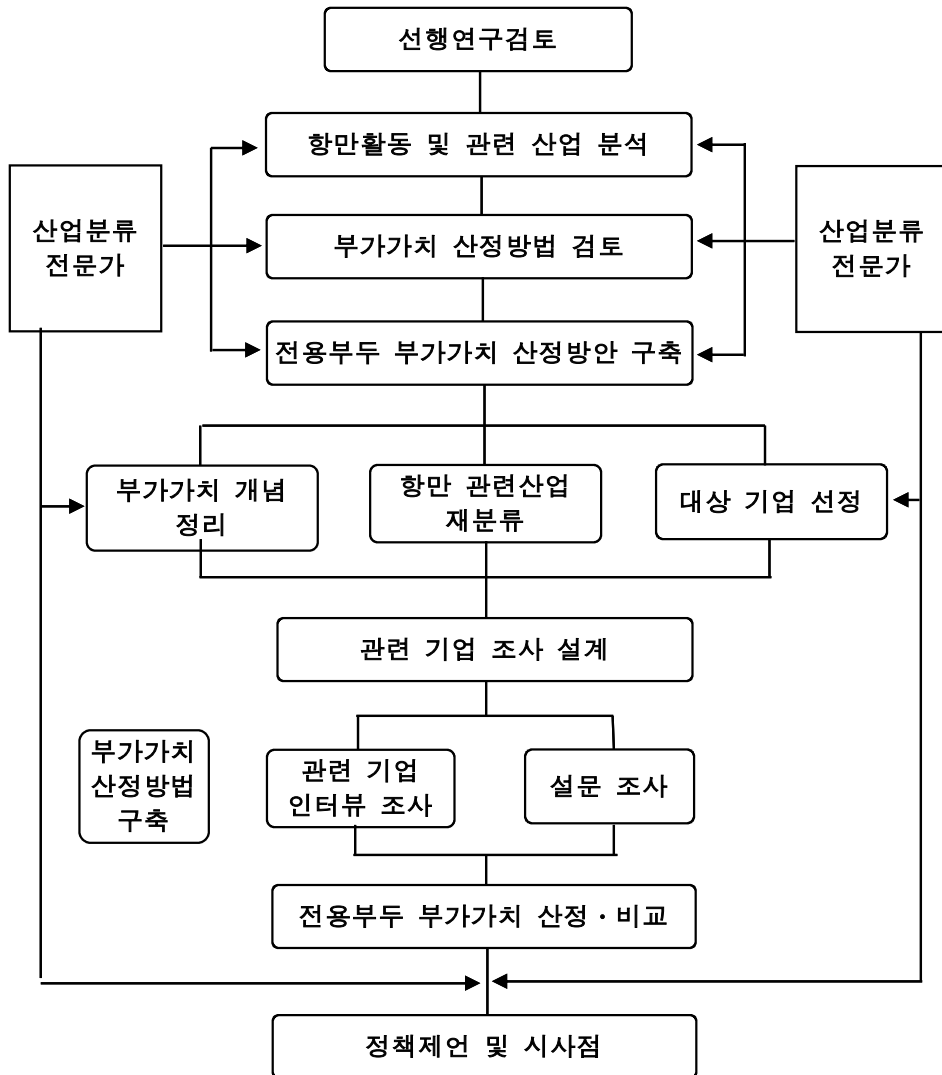 선행연구검토
항만활동 및 관련 산업 분석
산업분류
전문가
부가가치 산정방법 검토
산업분류
전문가
전용부두 부가가치 산정방안 구축
부가가치 개념
정리
항만 관련산업
재분류
대상 기업 선정
관련 기업 조사 설계
부가가치
산정방법
구축
관련 기업
인터뷰 조사
설문 조사
전용부두 부가가치 산정·비교
정책제언 및 시사점